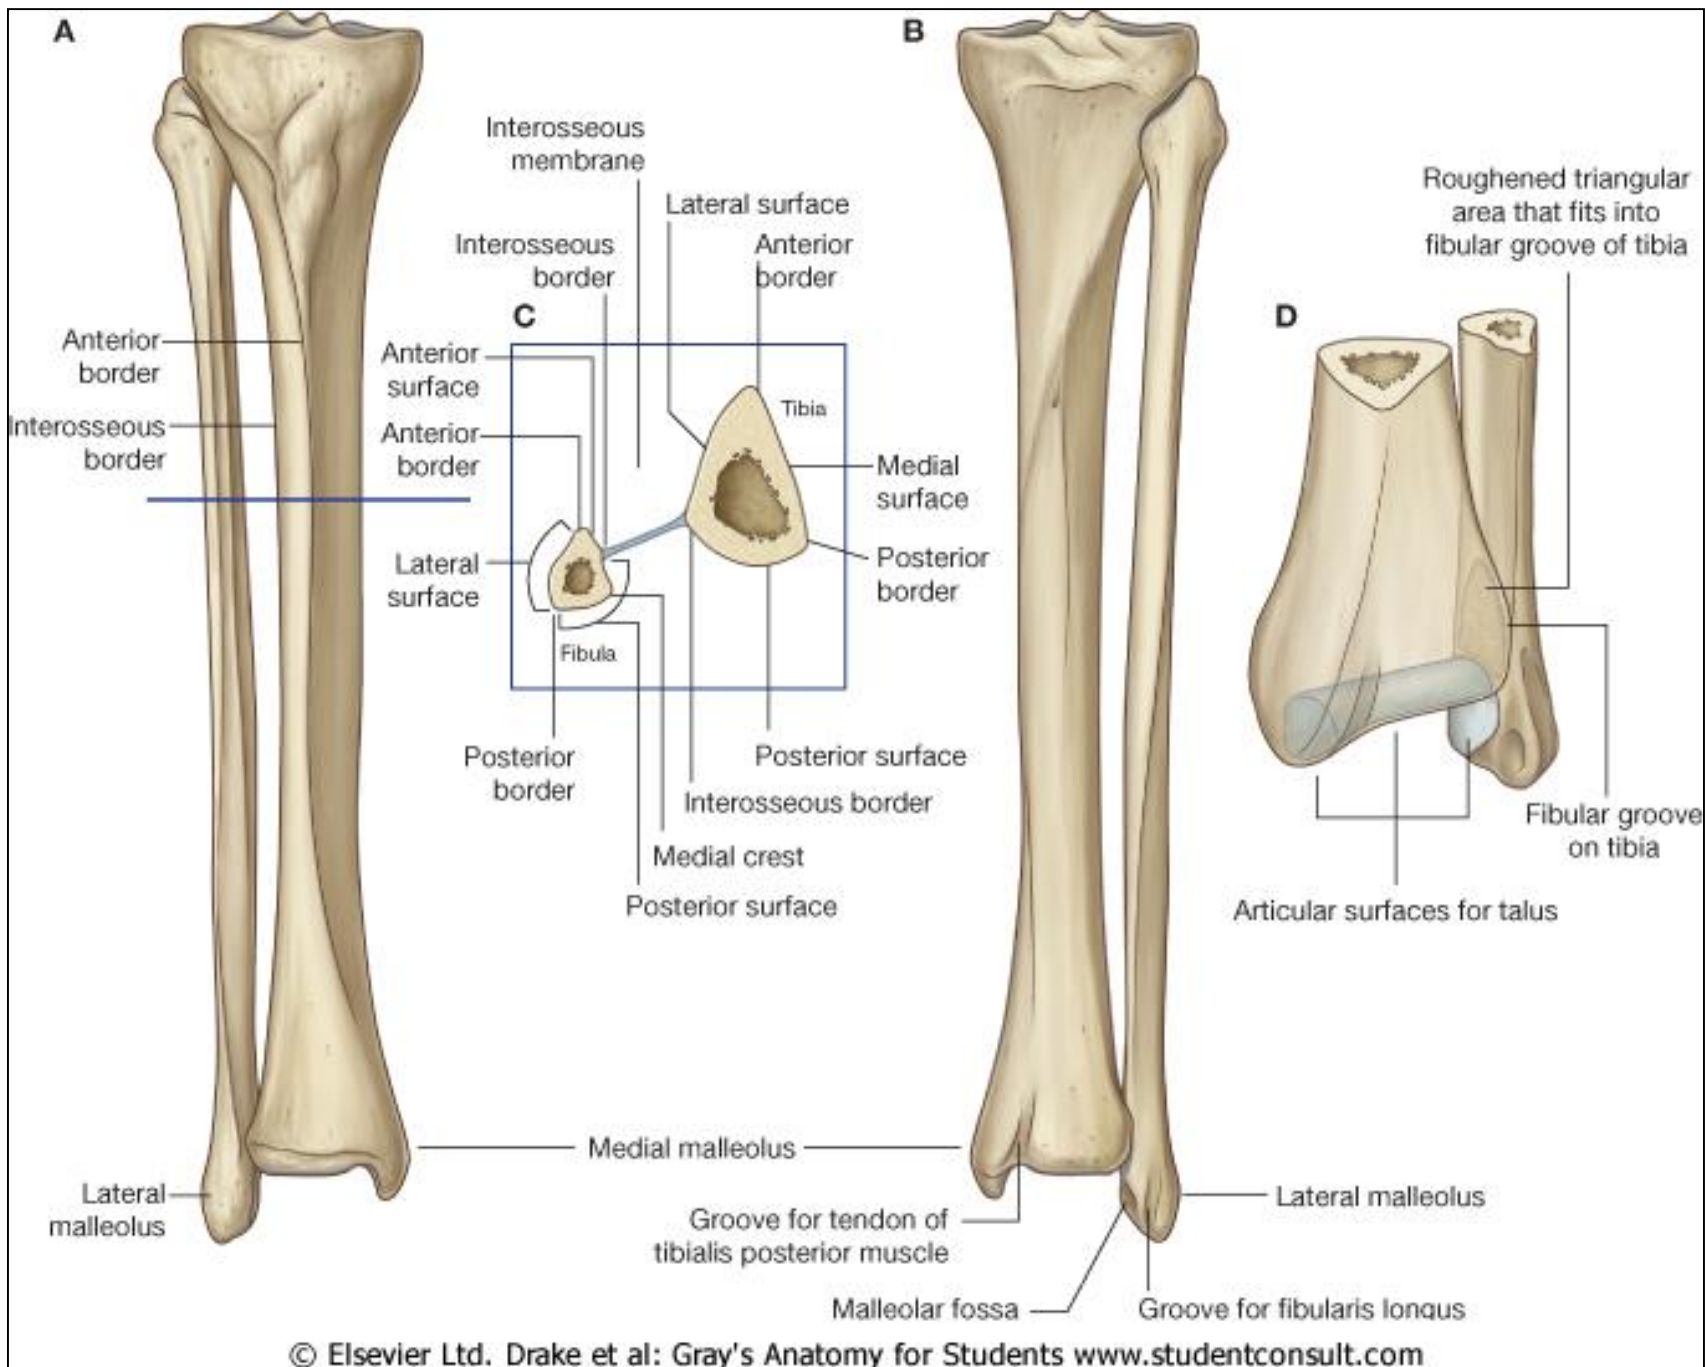 A
B
Interosseous
membrane
Lateral surface
Interosseous
border
Anterior
border
Roughened triangular
area that fits into
fibular groove of tibia
C
D
Anterior
border
Anterior
surface
Tibia
Interosseous
border
Anterior
border
Medial
surface
Lateral
surface
Posterior
border
Fibula
Posterior
border
Posterior surface
Interosseous border
Medial crest
Posterior surface
Fibular groove
on tibia
Articular surfaces for talus
Medial malleolus
Lateral
malleolus
Lateral malleolus
Groove for tendon of
tibialis posterior muscle
Malleolar fossa
Groove for fibularis longus
© Elsevier Ltd. Drake et al: Gray's Anatomy for Students www.studentconsult.com